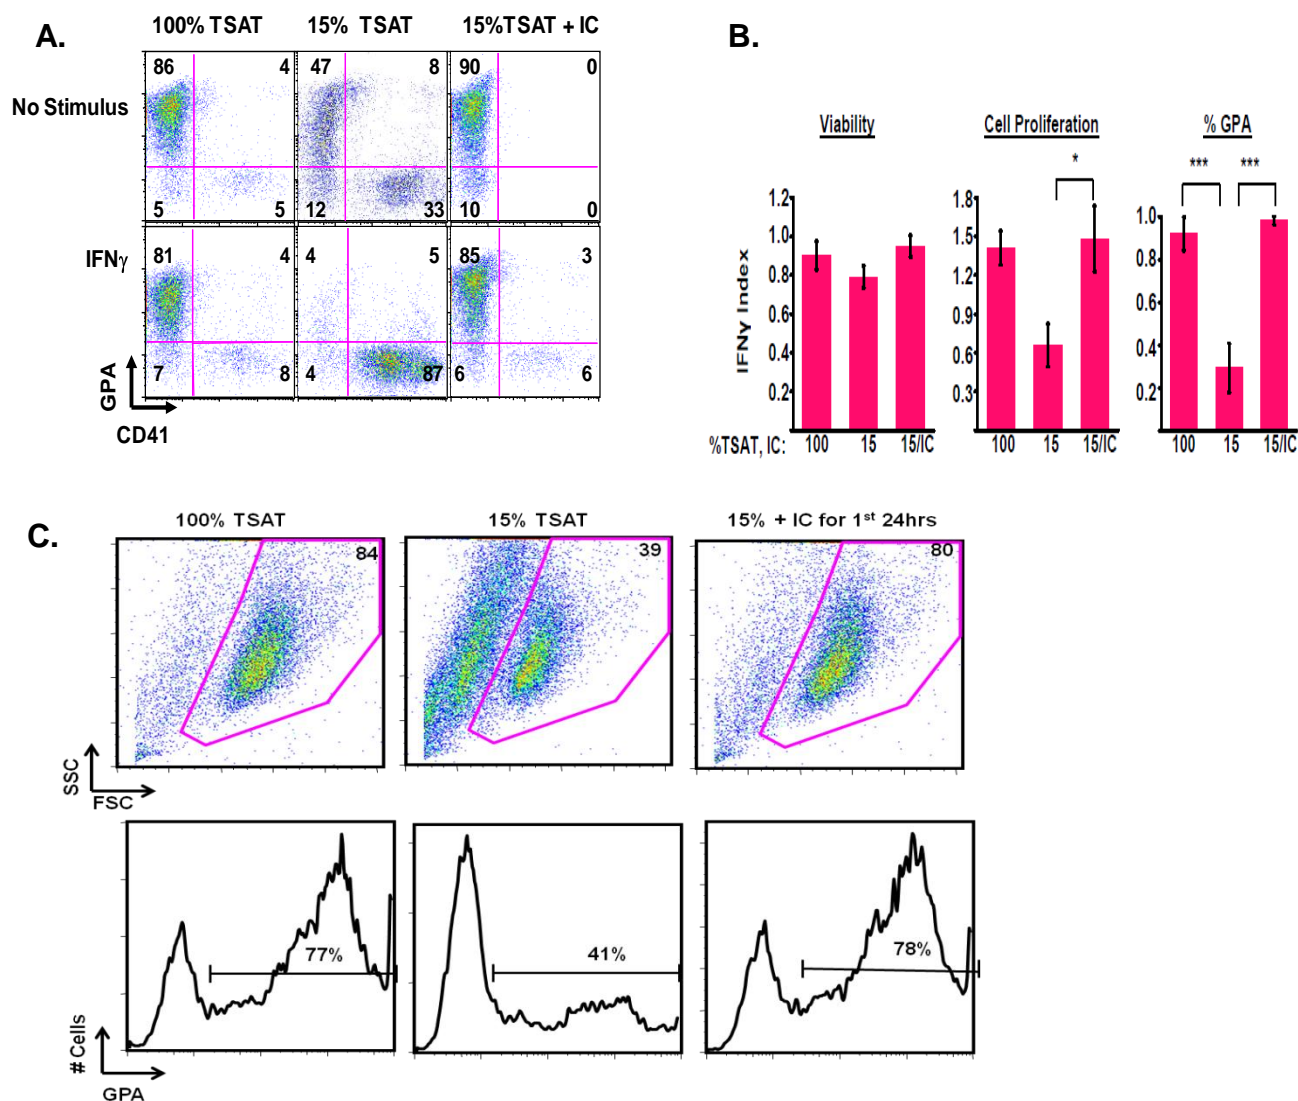 A.
100% TSAT 15% TSAT 15%TSAT + IC
No Stimulus
86 4 47 8 90 0
5 5 12 33 10 0
IFNγ
81 4 4 5 85 3
7 8 4 87 6 6
GPA
CD41
B.
Viability Cell Proliferation % GPA
* *** ***
IFNγ Index
1.2 1.8 1.0
1.0 1.5 0.8
0.8 1.2 0.6
0.6 0.9 0.4
0.4 0.6 0.2
0.2 0.3
%TSAT, IC: 100 15 15/IC 100 15 15/IC 100 15 15/IC
C.
100% TSAT 15% TSAT 15% + IC for 1st 24hrs
84 39 80
SSC
FSC
77% 41% 78%
# Cells
GPA